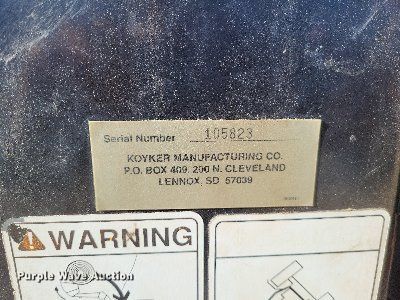 Serial Number 105823
KOYKER MANUFACTURING CO.
P.O. BOX 409, 200 N. CLEVELAND
LENNOX, SD 57039
WARNING
Purple Wave Auction